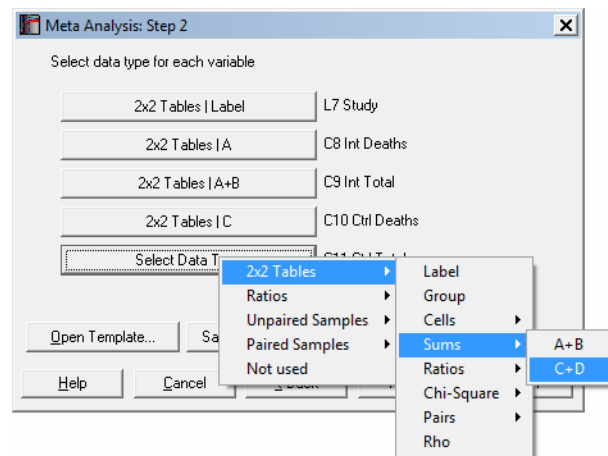 Meta Analysis: Step 2
Select data type for each variable
2x2 Tables | Label L7 Study
2x2 Tables | A C8 Int Deaths
2x2 Tables | A+B C9 Int Total
2x2 Tables | C C10 Ctrl Deaths
Select Data T
2x2 Tables
Ratios
Unpaired Samples
Paired Samples
Not used
Label
Group
Cells
Sums
Ratios
Chi-Square
Pairs
Rho
A+B
C+D
Open Template... Sa
Help Cancel